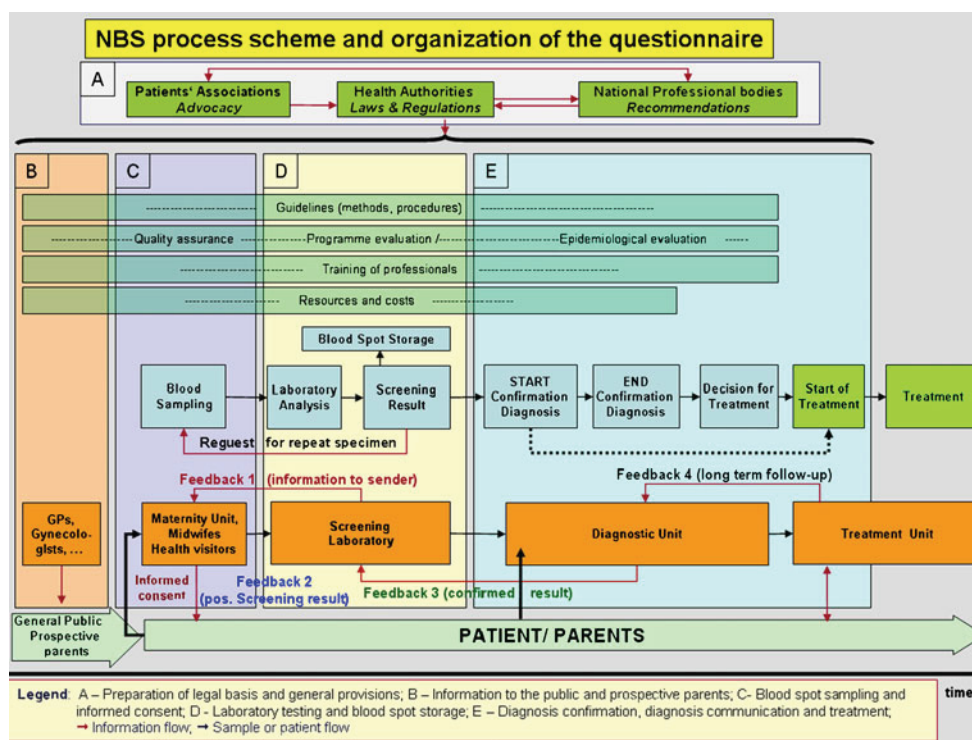 NBS process scheme and organization of the questionnaire
A
Patients' Associations
Advocacy
Health Authorities
Laws & Regulations
National Professional bodies
Recommendations
B
C
D
E
Guidelines (methods, procedures)
Quality assurance
Programme evaluation /
Epidemiological evaluation
Training of professionals
Resources and costs
Blood Spot Storage
Blood
Sampling
Laboratory
Analysis
Screening
Result
START
Confirmation
Diagnosis
END
Confirmation
Diagnosis
Decision for
Treatment
Start of
Treatment
Treatment
Reguest for repeat specimen
Feedback 1 (information to sender)
Feedback 4 (long term follow-up)
GPs,
Gynecolo-
gists, ...
Maternity Unit,
Midwifes
Health visitors
Screening
Laboratory
Diagnostic Unit
Treatment Unit
Informed
consent
Feedback 2
(pos. Screening result)
Feedback 3 (confirmed result)
General Public
Prospective
parents
PATIENT/ PARENTS
Legend: A – Preparation of legal basis and general provisions; B – Information to the public and prospective parents; C- Blood spot sampling and
informed consent; D - Laboratory testing and blood spot storage; E – Diagnosis confirmation, diagnosis communication and treatment;
→ Information flow; → Sample or patient flow
time